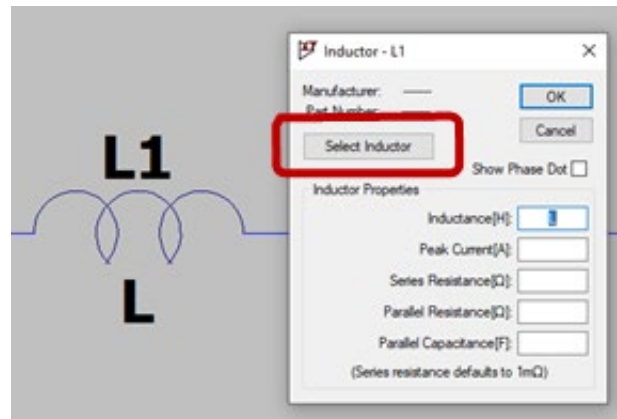 Inductor - L1
Manufacturer: ——
Part Number: ——
OK
Cancel
Select Inductor
Show Phase Dot
Inductor Properties
Inductance[H]: L
Peak Current[A]:
Series Resistance[Ω]:
Parallel Resistance[Ω]:
Parallel Capacitance[F]:
(Series resistance defaults to 1mΩ)
L1
L